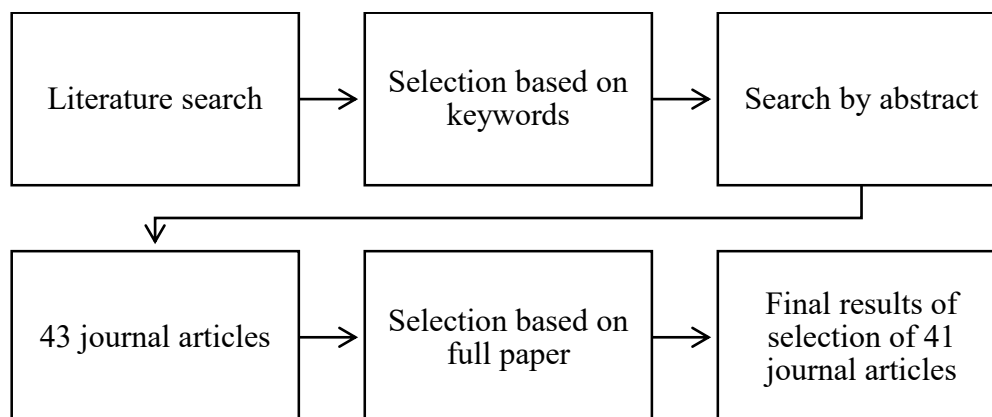 Literature search
Selection based on
keywords
Search by abstract
43 journal articles
Selection based on
full paper
Final results of
selection of 41
journal articles